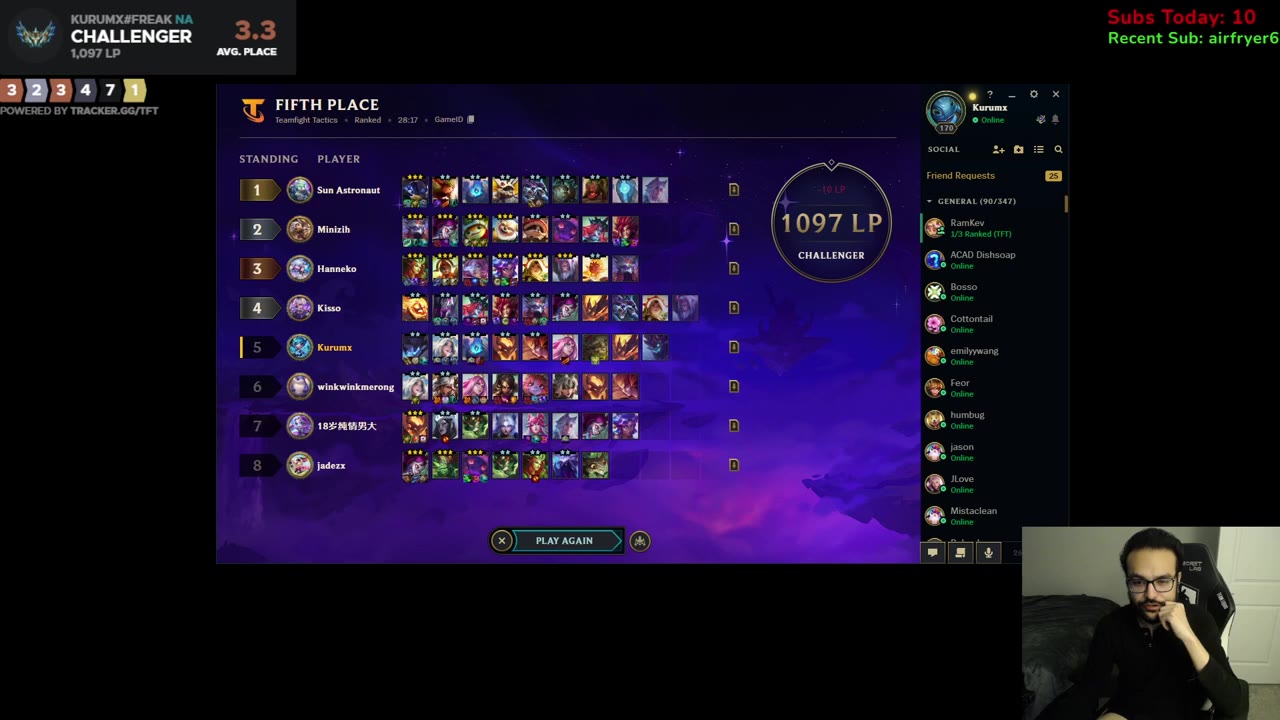 KURUMX#FREAK NA
CHALLENGER
1,097 LP
3.3
AVG. PLACE
3 2 3 4 7 1
POWERED BY TRACKER.GG/TFT
Subs Today: 10
Recent Sub: airfryer6
FIFTH PLACE
Teamfight Tactics • Ranked • 28:17 • GameID
STANDING PLAYER
1 Sun Astronaut
2 Minizih
3 Hanneko
4 Kisso
5 Kurumx
6 winkwinkmerong
7 18岁纯情男大
8 jadezx
-10 LP
1097 LP
CHALLENGER
PLAY AGAIN
170
Kurumx
Online
SOCIAL
Friend Requests 25
GENERAL (90/347)
RamKev
1/3 Ranked (TFT)
ACAD Dishsoap
Online
Bosso
Online
Cottontail
Online
emilyywang
Online
Feor
Online
humbug
Online
jason
Online
JLove
Online
Mistaclean
Online